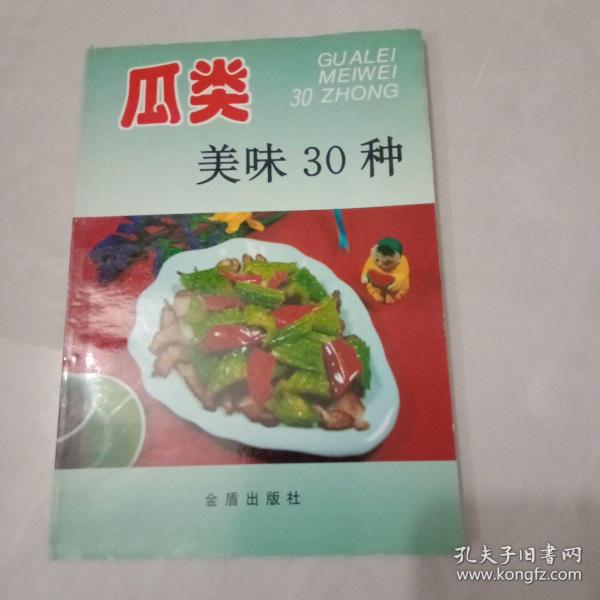 瓜类
GUALEI
MEIWEI
30 ZHONG
美味 30 种
金盾出版社
孔夫子旧书网
www.kongfz.com